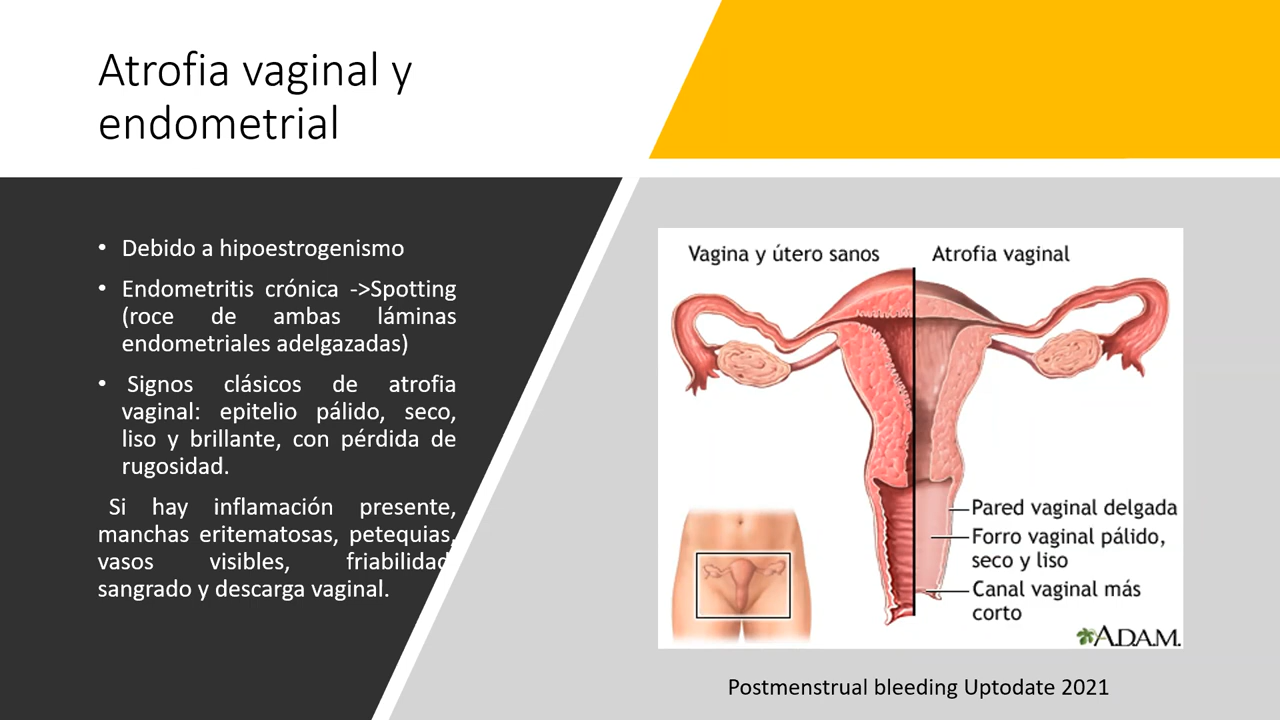 Atrofia vaginal y
endometrial
• Debido a hipoestrogenismo
• Endometritis crónica ->Spotting
(roce de ambas láminas
endometriales adelgazadas)
• Signos clásicos de atrofia
vaginal: epitelio pálido, seco,
liso y brillante, con pérdida de
rugosidad.
Si hay inflamación presente,
manchas eritematosas, petequias,
vasos visibles, friabilidad
sangrado y descarga vaginal.
Vagina y útero sanos
Atrofia vaginal
Pared vaginal delgada
Forro vaginal pálido,
seco y liso
Canal vaginal más
corto
A.D.A.M.
Postmenstrual bleeding Uptodate 2021